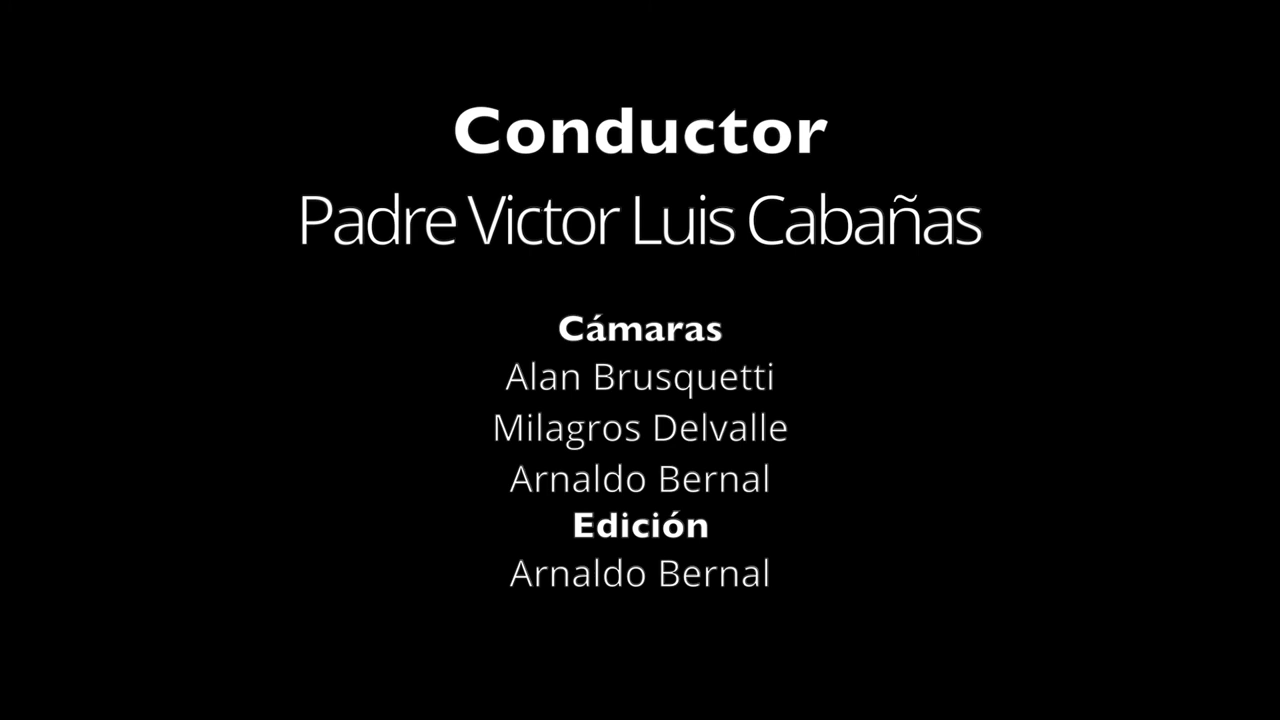 Conductor
Padre Victor Luis Cabañas
Cámaras
Alan Brusquetti
Milagros Delvalle
Arnaldo Bernal
Edición
Arnaldo Bernal